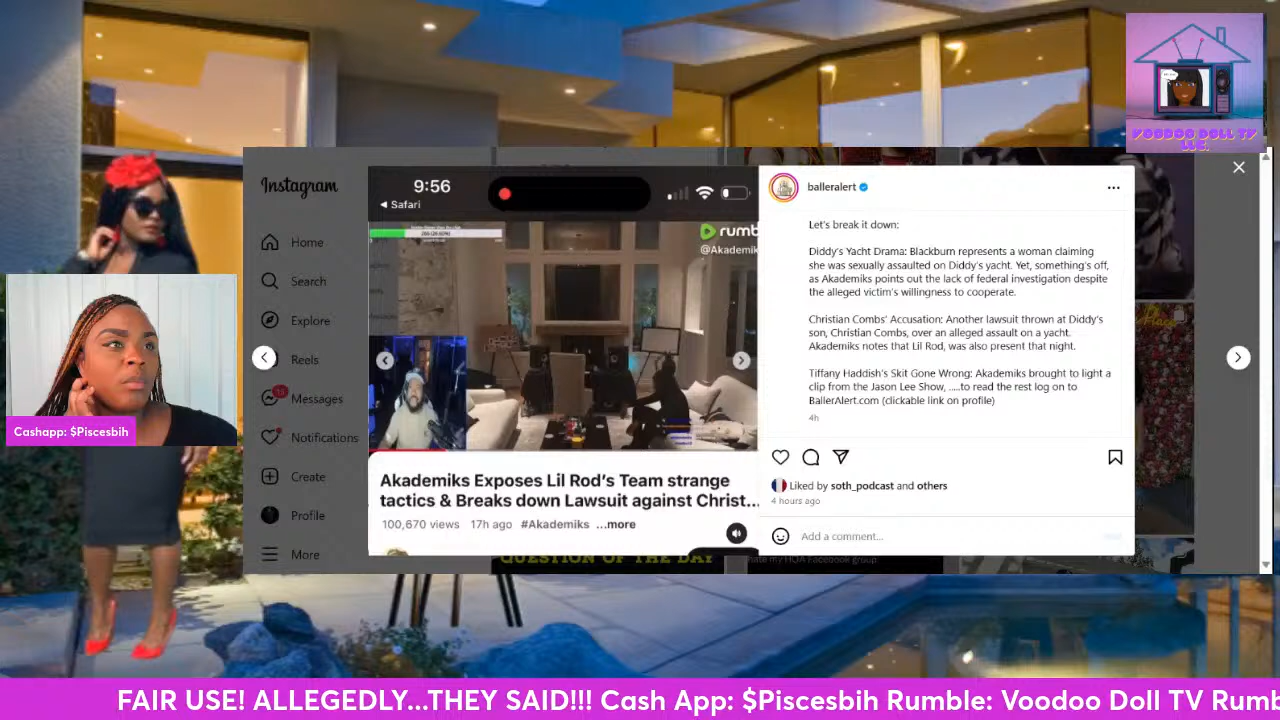 VOODOO DOLL TV
LLC.
Instagram
Home
Search
Explore
Reels
Messages
Notifications
Create
Profile
More
9:56
Safari
rumb
@Akademik
Akademiks Exposes Lil Rod's Team strange
tactics & Breaks down Lawsuit against Christ...
100,670 views 17h ago #Akademiks ...more
QUESTION OF THE DAY
balleralert
Let's break it down:
Diddy's Yacht Drama: Blackburn represents a woman claiming
she was sexually assaulted on Diddy's yacht. Yet, something's off,
as Akademiks points out the lack of federal investigation despite
the alleged victim's willingness to cooperate.
Christian Combs' Accusation: Another lawsuit thrown at Diddy's
son, Christian Combs, over an alleged assault on a yacht.
Akademiks notes that Lil Rod, was also present that night.
Tiffany Haddish's Skit Gone Wrong: Akademiks brought to light a
clip from the Jason Lee Show, .....to read the rest log on to
BallerAlert.com (clickable link on profile)
4h
Liked by soth_podcast and others
4 hours ago
Add a comment...
hate my HOA Facebook group
Cashapp: $Piscesbih
FAIR USE! ALLEGEDLY...THEY SAID!!! Cash App: $Piscesbih Rumble: Voodoo Doll TV Rumb